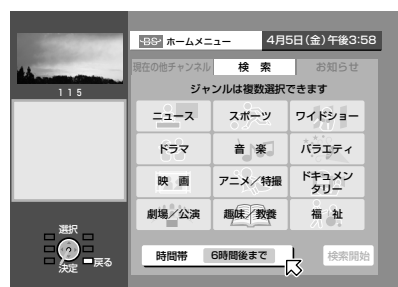 -BS- ホームメニュー 4月5日(金)午後3:58
現在の他チャンネル 検 索 お知らせ
115
ジャンルは複数選択できます
ニュース スポーツ ワイドショー
ドラマ 音 楽 バラエティ
映 画 アニメ/特撮 ドキュメン
タリー
劇場/公演 趣味/教養 福 祉
選択
決定
戻る
時間帯 6時間後まで 検索開始